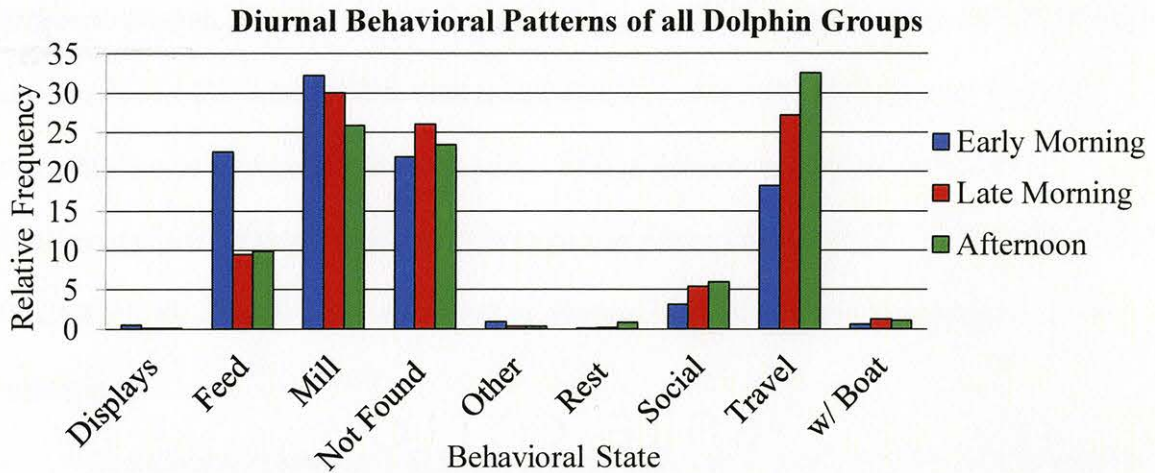 Diurnal Behavioral Patterns of all Dolphin Groups
35
30
25
20
15
10
5
0
Relative Frequency
Displays
Feed
Mill
Not Found
Other
Rest
Social
Travel
w/ Boat
Behavioral State
Early Morning
Late Morning
Afternoon